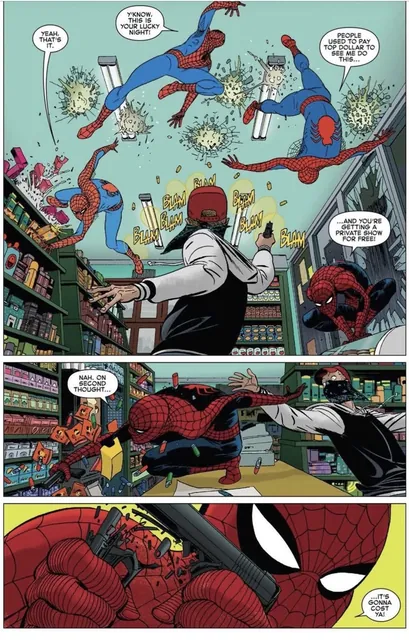 YEAH.
THAT'S
IT.
Y'KNOW,
THIS IS
YOUR LUCKY
NIGHT!
PEOPLE
USED TO PAY
TOP DOLLAR TO
SEE ME DO
THIS...
BLAM
BLAM
BLAM
BLAM
BLAM
BLAM
BLAM
...AND YOU'RE
GETTING A
PRIVATE SHOW
FOR FREE!
NAH. ON
SECOND
THOUGHT...
...IT'S
GONNA
COST
YA!